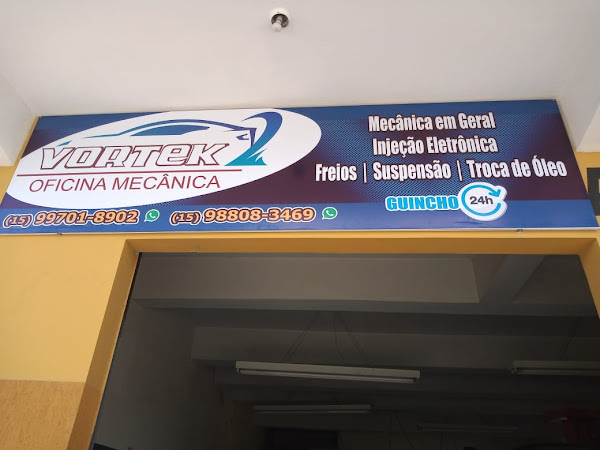 VORTEK
OFICINA MECÂNICA
(15) 99701-8902 (15) 98808-3469
Mecânica em Geral
Injeção Eletrônica
Freios | Suspensão | Troca de Óleo
GUINCHO 24h